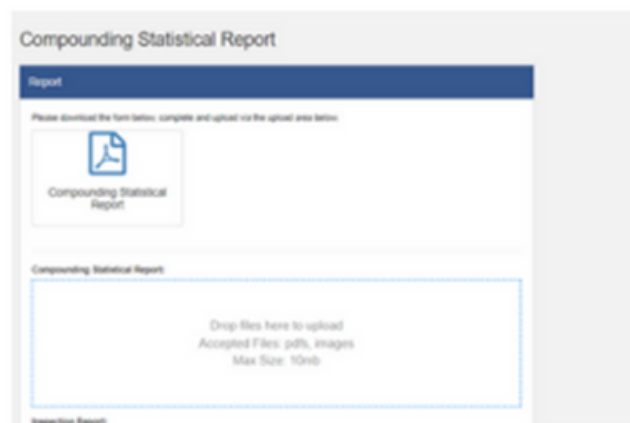 Compounding Statistical Report
Report
Please download the form below, complete and upload via the upload area below.
Compounding Statistical
Report
Compounding Statistical Report:
Drop files here to upload
Accepted Files: pdfs, images
Max Size: 10mb
Inspection Report: